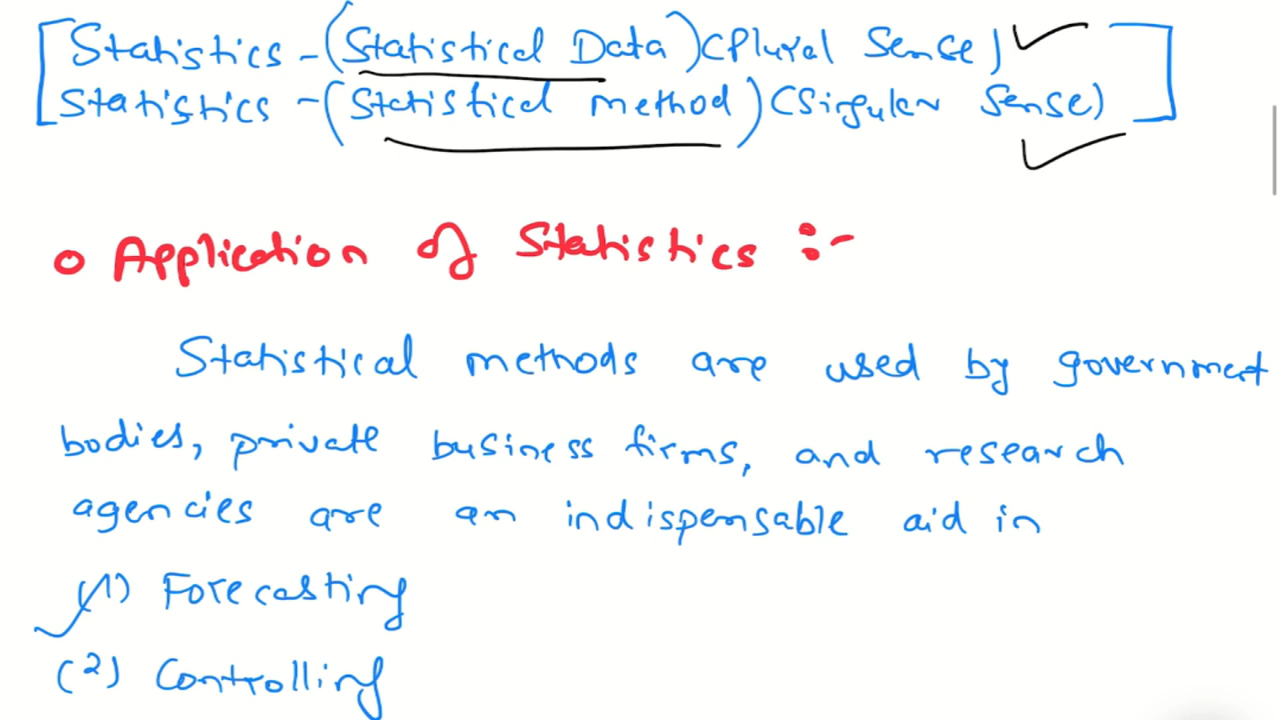 Statistics - (Statistical Data) (Plural Sense)
Statistics - (Statistical method) (Singular Sense)
o Application of Statistics :-
Statistical methods are used by government
bodies, private business firms, and research
agencies are an indispensable aid in
(1) Forecasting
(2) Controlling